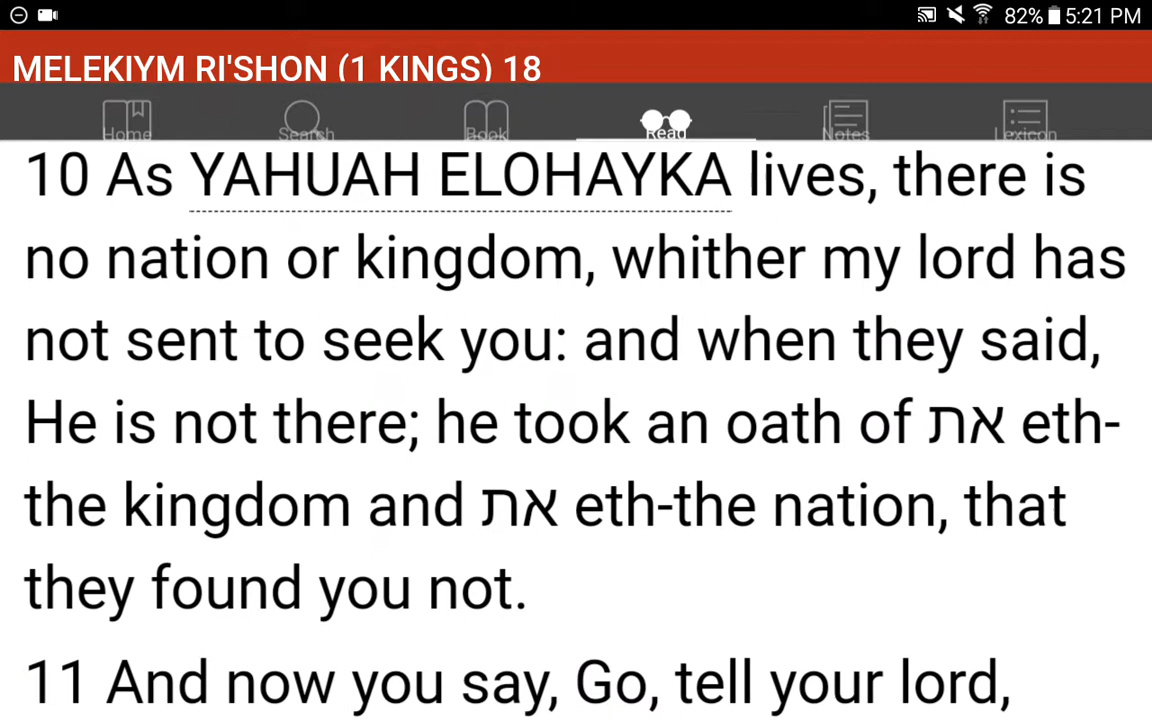 82% 5:21 PM
MELEKIYM RI'SHON (1 KINGS) 18
Home Search Book Read Notes Lexicon
10 As YAHUAH ELOHAYKA lives, there is
no nation or kingdom, whither my lord has
not sent to seek you: and when they said,
He is not there; he took an oath of את eth-
the kingdom and את eth-the nation, that
they found you not.
11 And now you say, Go, tell your lord,